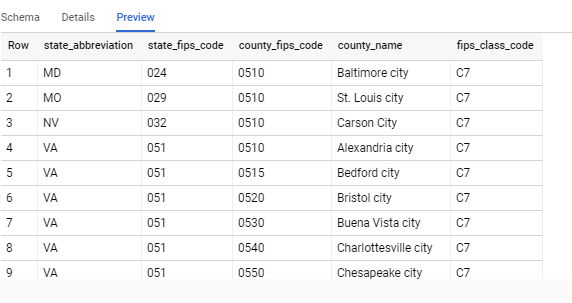 Schema Details Preview
Row state_abbreviation state_fips_code county_fips_code county_name fips_class_code
1 MD 024 0510 Baltimore city C7
2 MO 029 0510 St. Louis city C7
3 NV 032 0510 Carson City C7
4 VA 051 0510 Alexandria city C7
5 VA 051 0515 Bedford city C7
6 VA 051 0520 Bristol city C7
7 VA 051 0530 Buena Vista city C7
8 VA 051 0540 Charlottesville city C7
9 VA 051 0550 Chesapeake city C7